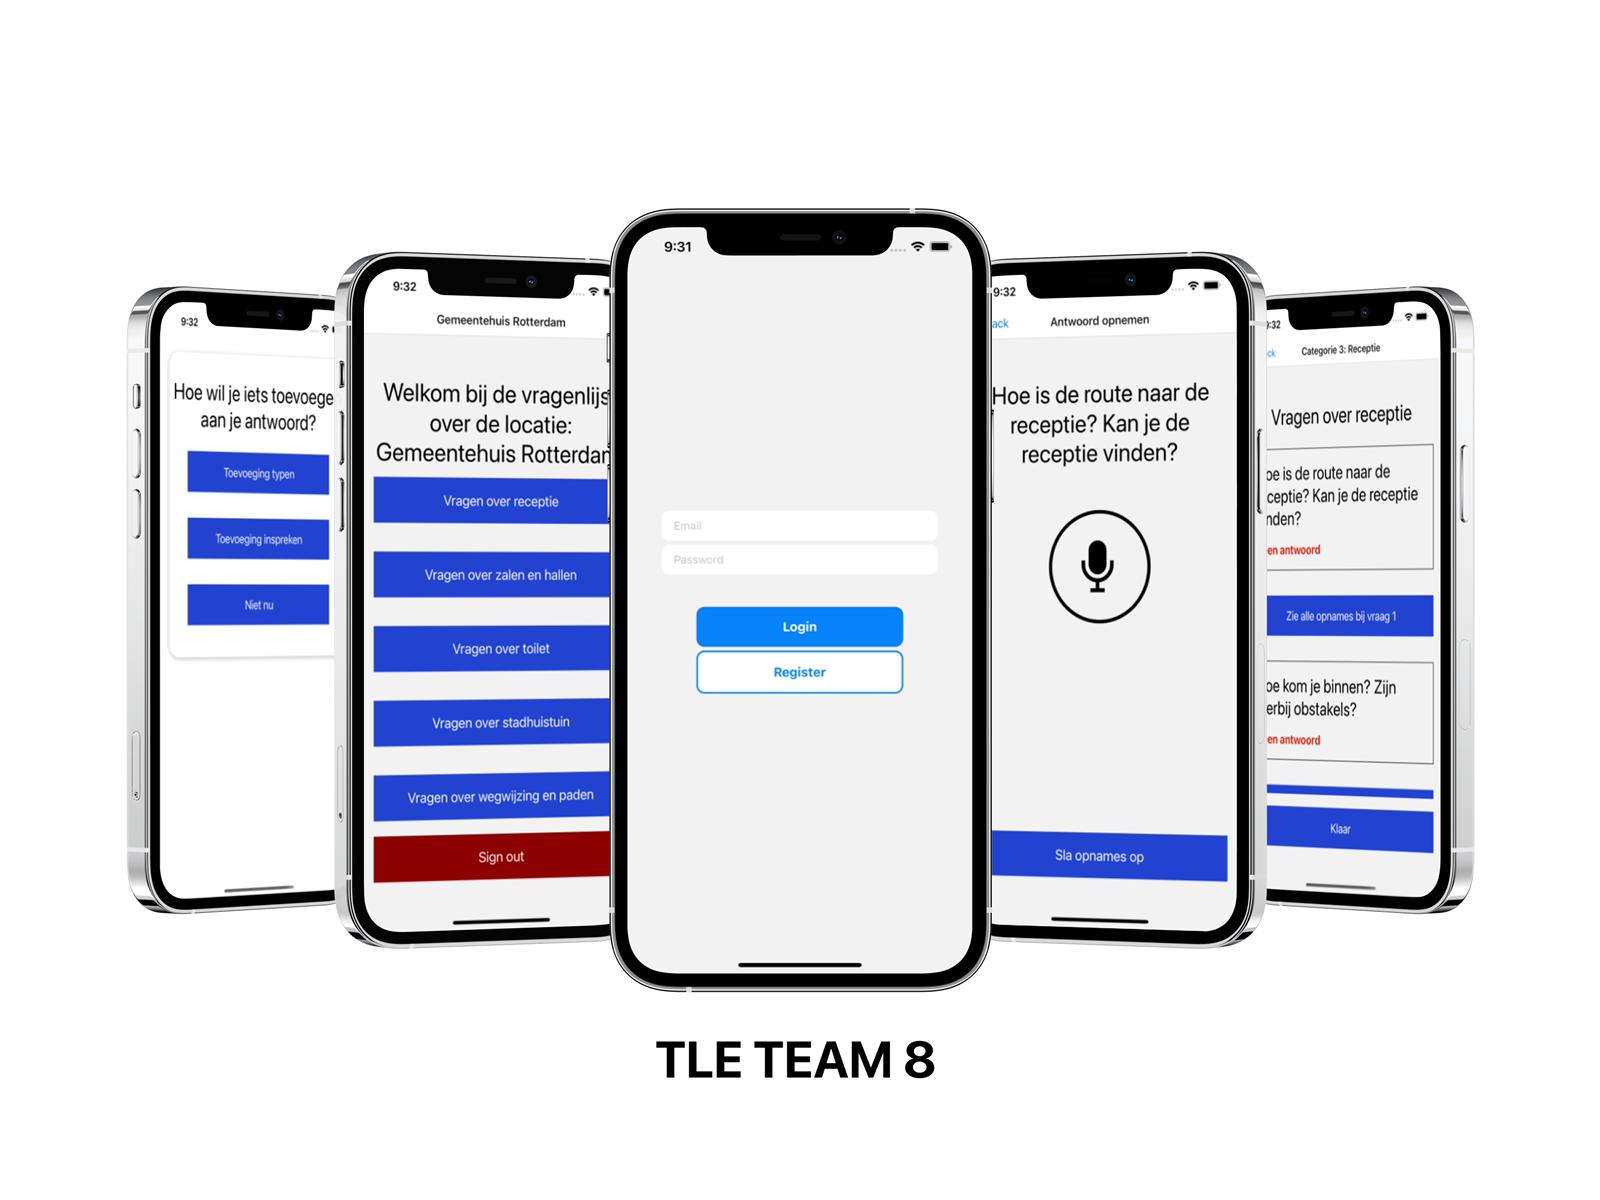 9:32
Hoe wil je iets toevoege
aan je antwoord?
Toevoeging typen
Toevoeging inspreken
Niet nu
9:32
Gemeentehuis Rotterdam
Welkom bij de vragenlijs
over de locatie:
Gemeentehuis Rotterdam
Vragen over receptie
Vragen over zalen en hallen
Vragen over toilet
Vragen over stadhuistuin
Vragen over wegwijzing en paden
Sign out
9:31
Email
Password
Login
Register
9:32
ack
Antwoord opnemen
Hoe is de route naar de
receptie? Kan je de
receptie vinden?
Sla opnames op
9:32
ck
Categorie 3: Receptie
Vragen over receptie
oe is de route naar de
ceptie? Kan je de receptie
nden?
en antwoord
Zie alle opnames bij vraag 1
oe kom je binnen? Zijn
erbij obstakels?
en antwoord
Klaar
TLE TEAM 8